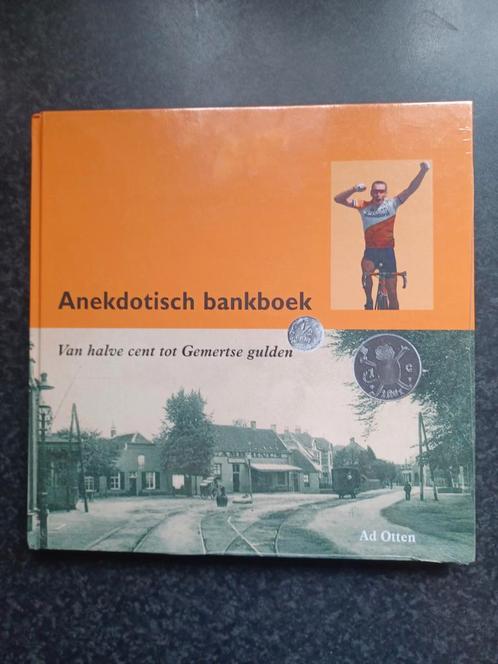 Anekdotisch bankboek
Van halve cent tot Gemertse gulden
Ad Otten